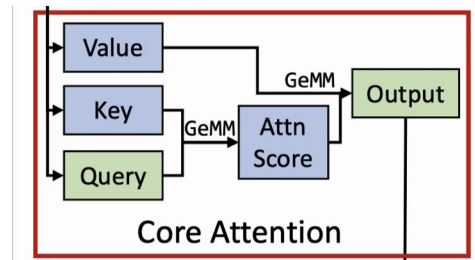 Value
GeMM
Output
Key
GeMM
Attn
Score
Query
Core Attention